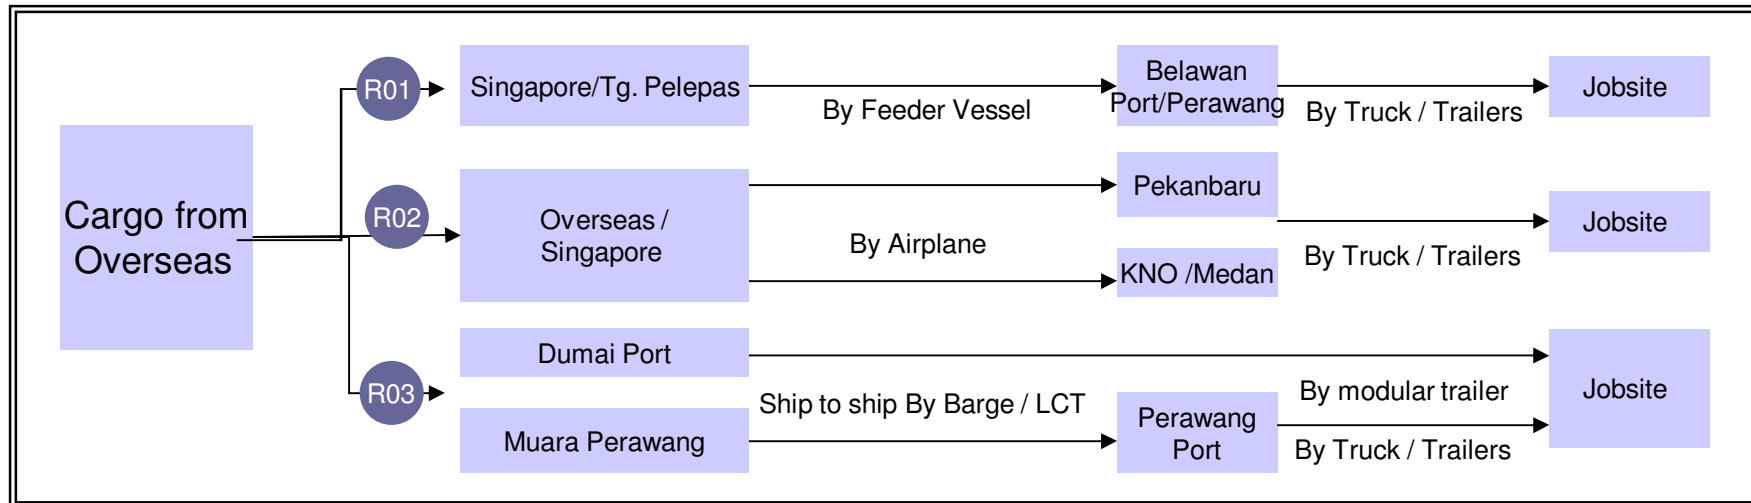 Cargo from
Overseas
R01
Singapore/Tg. Pelepas
By Feeder Vessel
Belawan
Port/Perawang
By Truck / Trailers
Jobsite
R02
Overseas /
Singapore
By Airplane
Pekanbaru
KNO /Medan
By Truck / Trailers
Jobsite
R03
Dumai Port
Muara Perawang
Ship to ship By Barge / LCT
Perawang
Port
By modular trailer
By Truck / Trailers
Jobsite